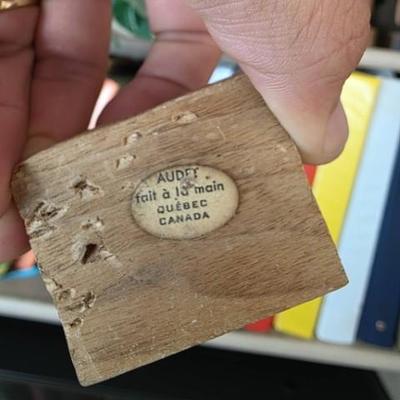 AUDET
fait à la main
QUÉBEC
CANADA